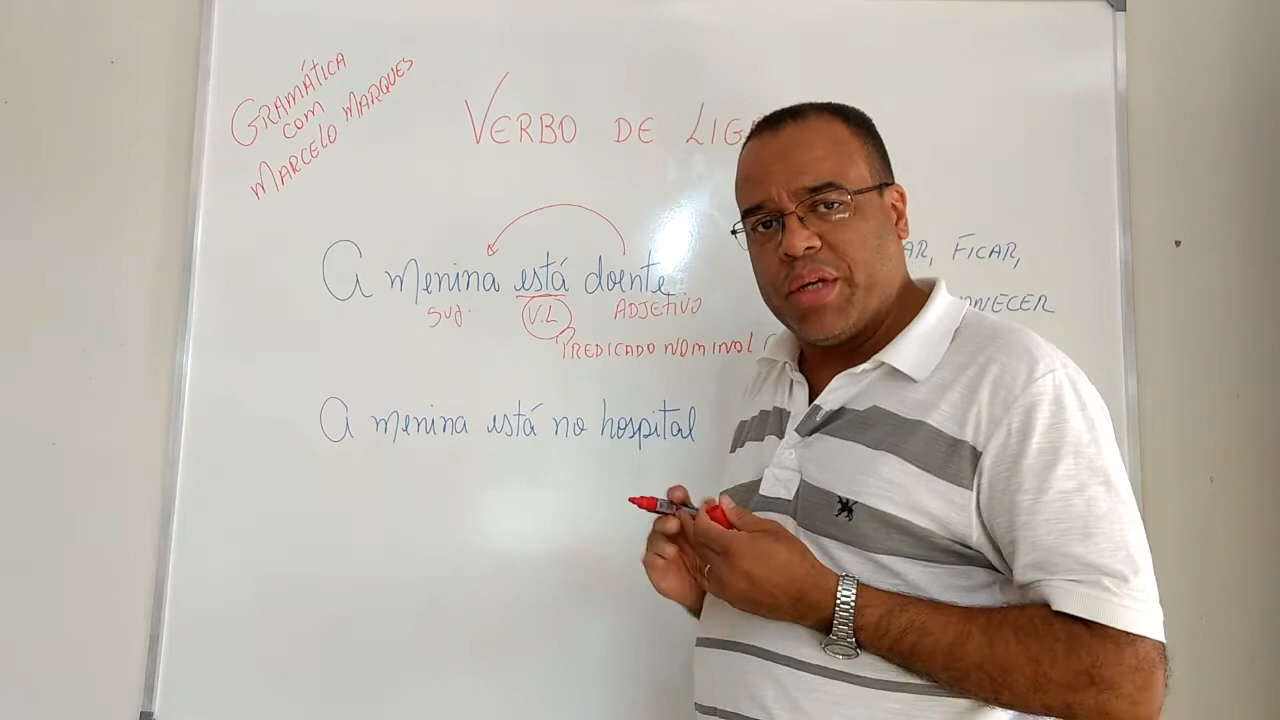 GRAMÁTICA
COM
MARCELO MARQUES
VERBO DE LIG
AR, FICAR,
A menina está doente.
NECER
Suj. V.L ADJETIVO
PREDICADO NOMINAL
A menina está no hospital